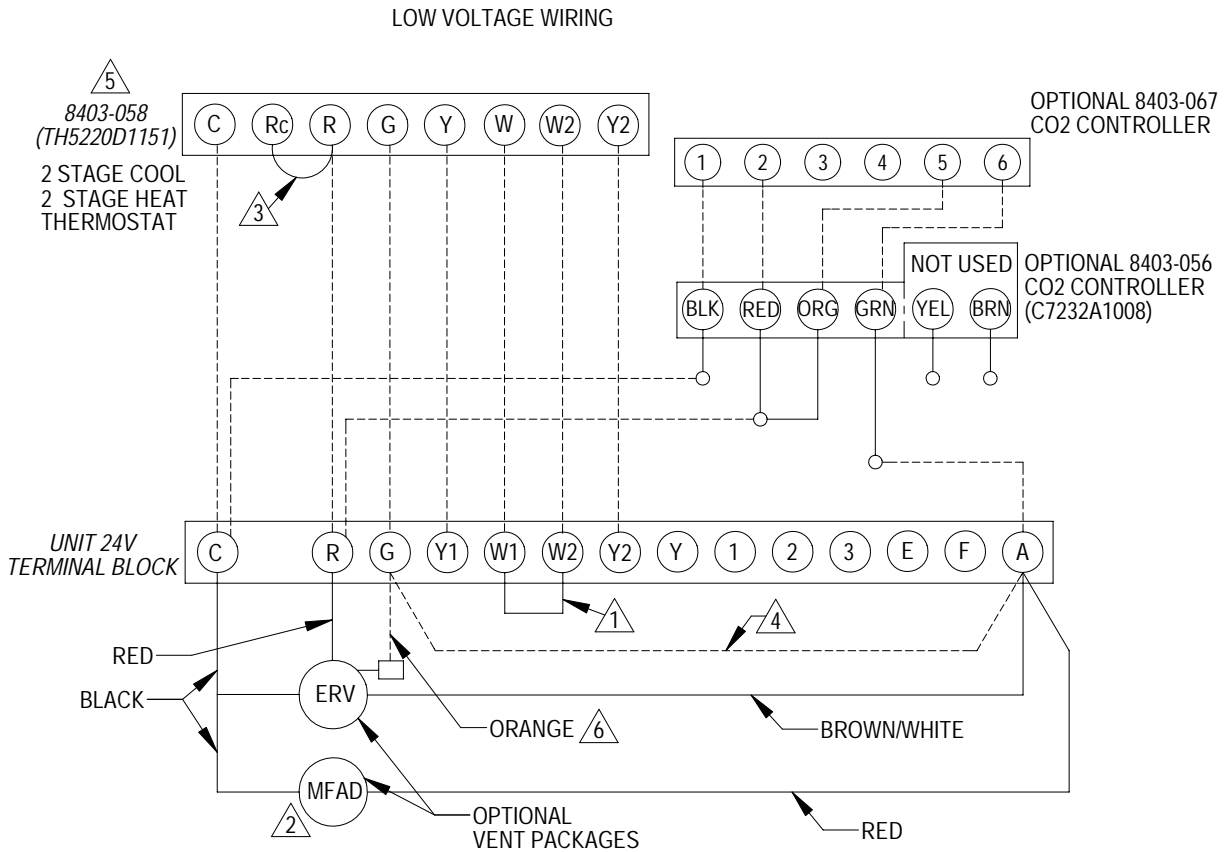 LOW VOLTAGE WIRING
5
8403-058
(TH5220D1151)
2 STAGE COOL
2 STAGE HEAT
THERMOSTAT
C Rc R G Y W W2 Y2
3
OPTIONAL 8403-067
CO2 CONTROLLER
1 2 3 4 5 6
NOT USED
BLK RED ORG GRN YEL BRN
OPTIONAL 8403-056
CO2 CONTROLLER
(C7232A1008)
UNIT 24V
TERMINAL BLOCK
C R G Y1 W1 W2 Y2 Y 1 2 3 E F A
1
4
RED
BLACK
ERV
ORANGE 6
BROWN/WHITE
MFAD
2
OPTIONAL
VENT PACKAGES
RED